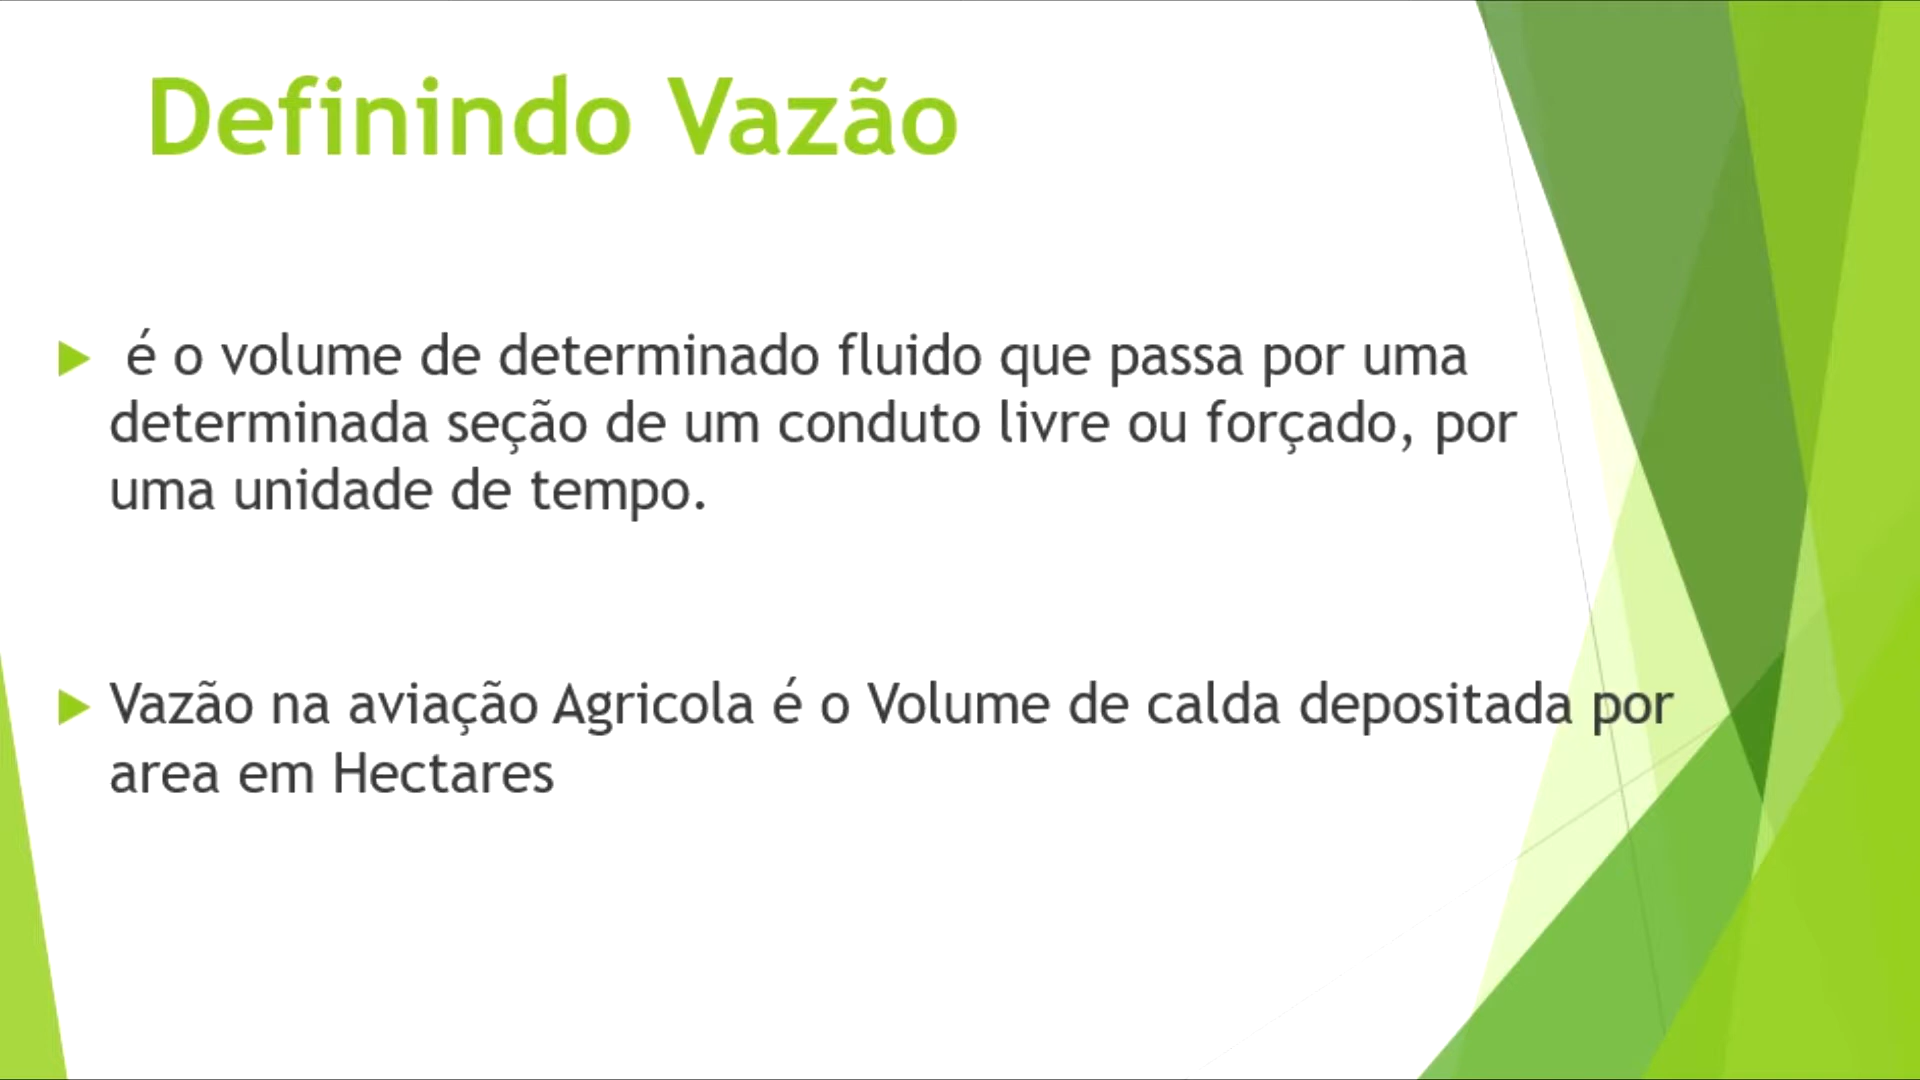 Definindo Vazão
é o volume de determinado fluido que passa por uma
determinada seção de um conduto livre ou forçado, por
uma unidade de tempo.
Vazão na aviação Agricola é o Volume de calda depositada por
area em Hectares